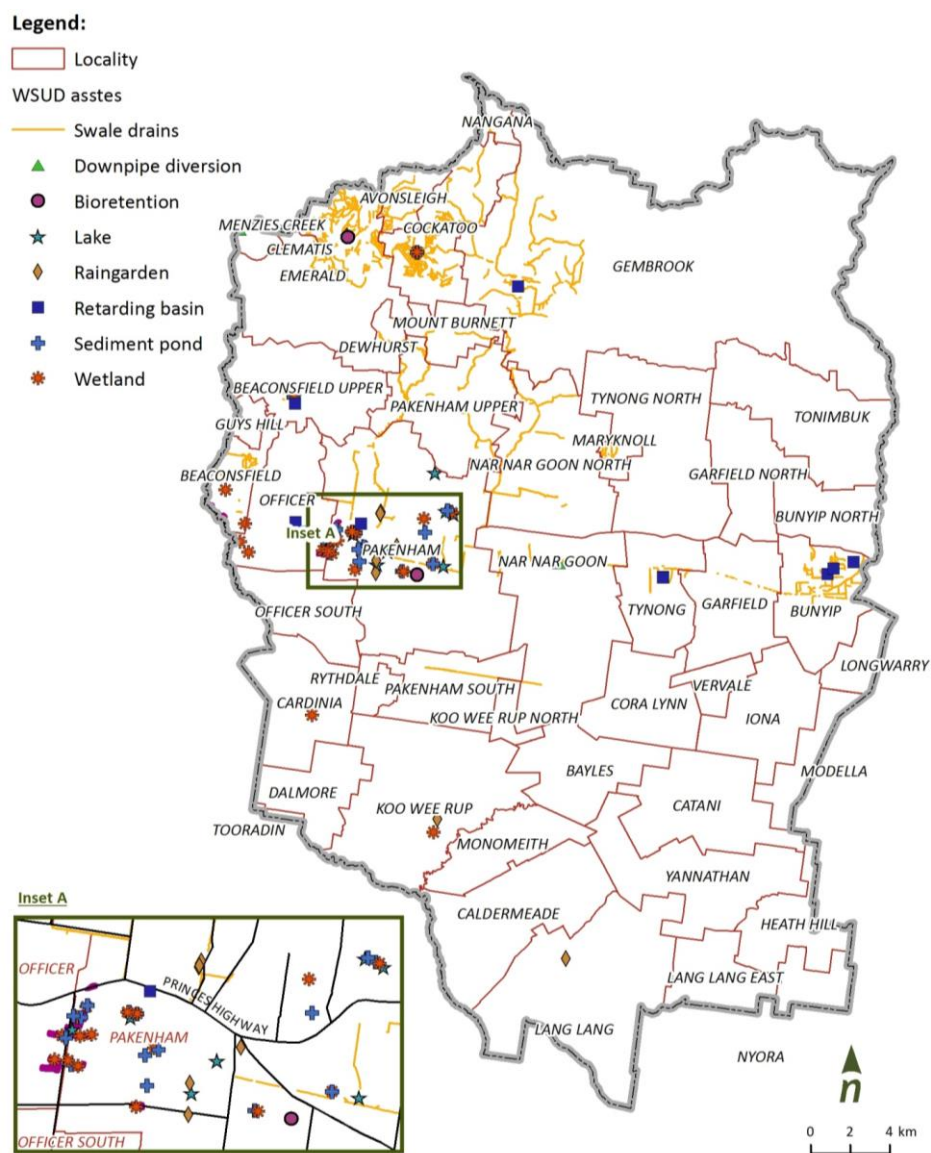 Legend:
Locality
WSUD asstes
Swale drains
Downpipe diversion
Bioretention
Lake
Raingarden
Retarding basin
Sediment pond
Wetland
NANGANA
AVONSLEIGH
MENZIES CREEK
COCKATOO
CLEMATIS
EMERALD
GEMBROOK
MOUNT BURNETT
DEWHURST
BEACONSFIELD UPPER
TYNONG NORTH
PAKENHAM UPPER
TONIMBUK
GUYS HILL
MARYKNOLL
NAR NAR GOON NORTH
BEACONSFIELD
GARFIELD NORTH
OFFICER
BUNYIP NORTH
Inset A
PAKENHAM
NAR NAR GOON
OFFICER SOUTH
TYNONG
GARFIELD
BUNYIP
LONGWARRY
RYTHDALE
PAKENHAM SOUTH
VERVALE
CARDINIA
CORA LYNN
KOO WEE RUP NORTH
IONA
BAYLES
MODELLA
DALMORE
CATANI
KOO WEE RUP
TOORADIN
MONOMEITH
YANNATHAN
CALDERMEADE
HEATH HILL
LANG LANG EAST
LANG LANG
NYORA
Inset A
OFFICER
PRINCES HIGHWAY
PAKENHAM
OFFICER SOUTH
n
0 2 4 km